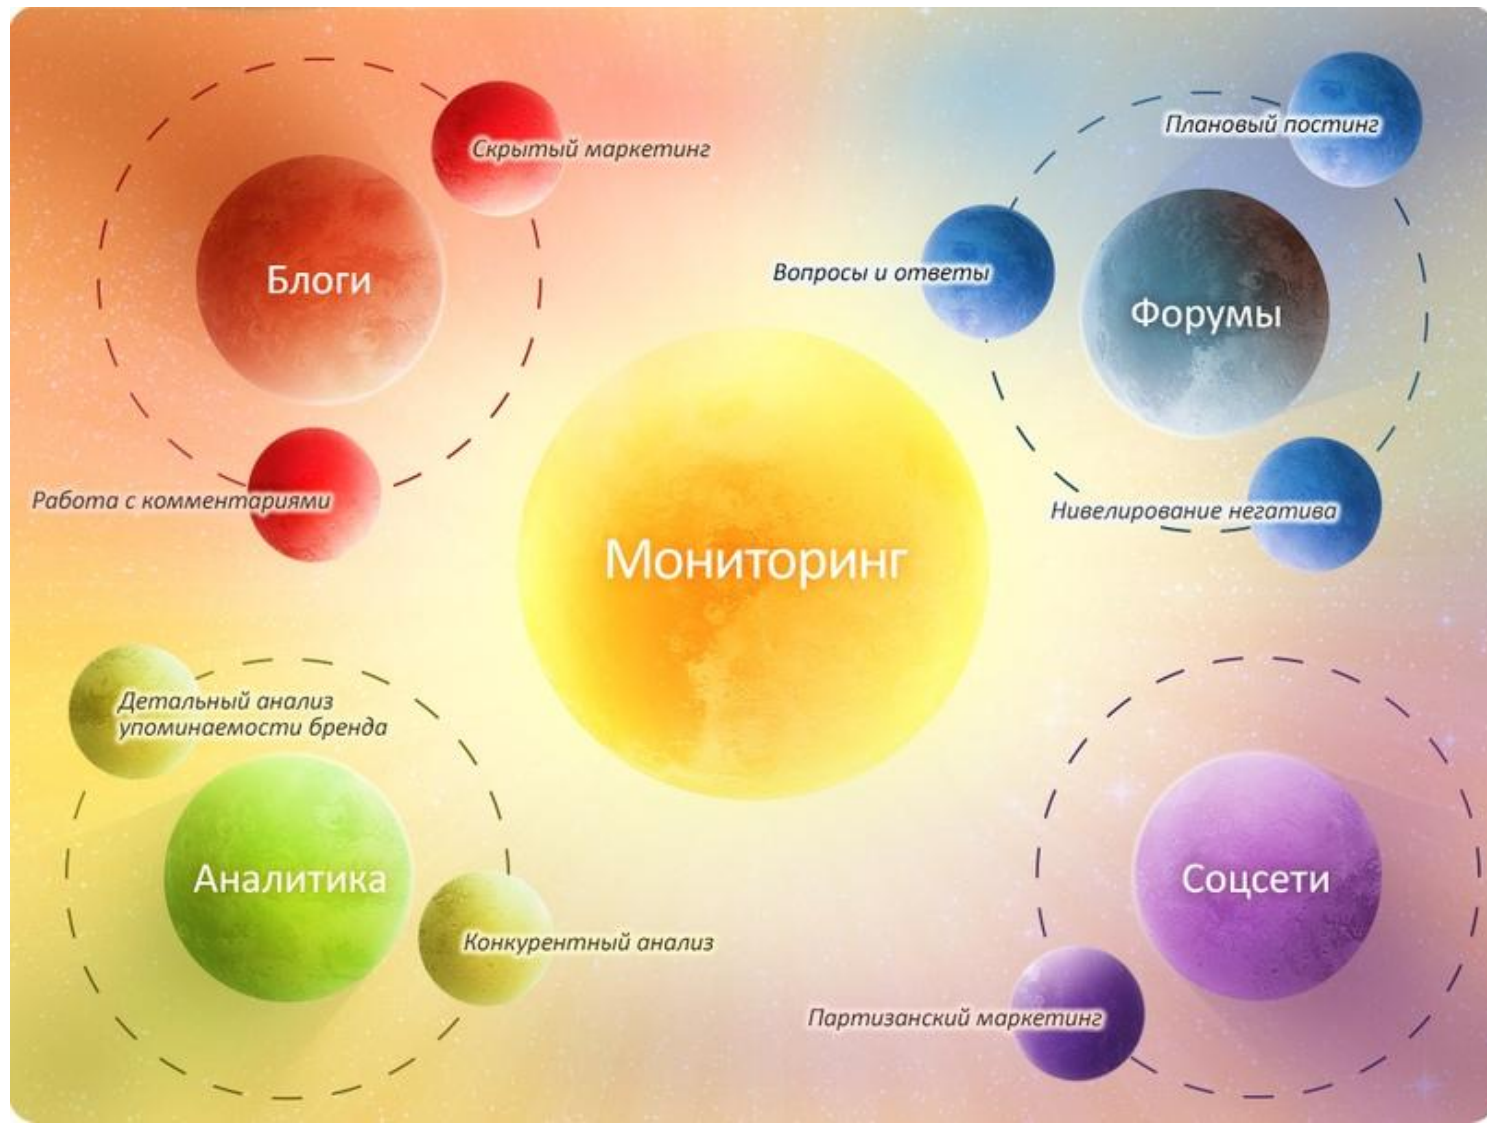 Скрытый маркетинг
Блоги
Работа с комментариями
Плановый постинг
Вопросы и ответы
Форумы
Нивелирование негатива
Мониторинг
Детальный анализ
упоминаемости бренда
Аналитика
Конкурентный анализ
Соцсети
Партизанский маркетинг